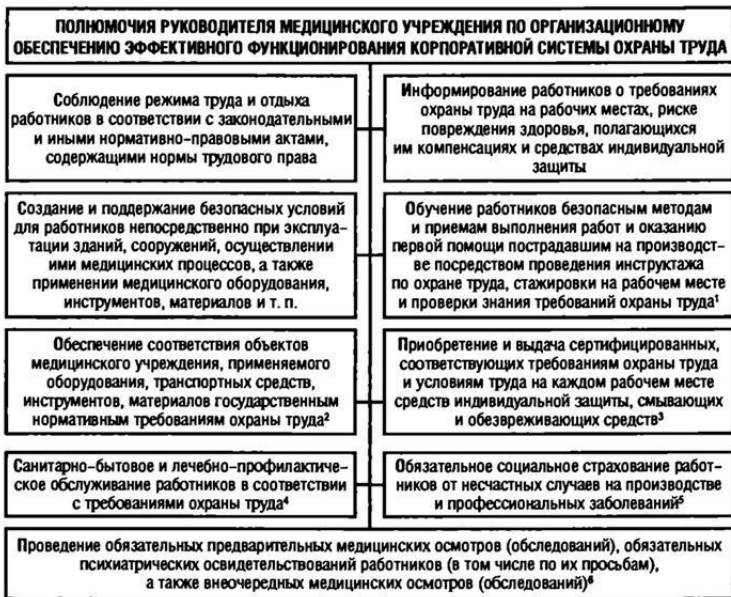 ПОЛНОМОЧИЯ РУКОВОДИТЕЛЯ МЕДИЦИНСКОГО УЧРЕЖДЕНИЯ ПО ОРГАНИЗАЦИОННОМУ
ОБЕСПЕЧЕНИЮ ЭФФЕКТИВНОГО ФУНКЦИОНИРОВАНИЯ КОРПОРАТИВНОЙ СИСТЕМЫ ОХРАНЫ ТРУДА
Соблюдение режима труда и отдыха
работников в соответствии с законодательными
и иными нормативно-правовыми актами,
содержащими нормы трудового права
Информирование работников о требованиях
охраны труда на рабочих местах, риске
повреждения здоровья, полагающихся
им компенсациях и средствах индивидуальной
защиты
Создание и поддержание безопасных условий
для работников непосредственно при эксплуа-
тации зданий, сооружений, осуществлении
ими медицинских процессов, а также
применении медицинского оборудования,
инструментов, материалов и т. п.
Обучение работников безопасным методам
и приемам выполнения работ и оказанию
первой помощи пострадавшим на производст-
ве посредством проведения инструктажа
по охране труда, стажировки на рабочем месте
и проверки знания требований охраны труда¹
Обеспечение соответствия объектов
медицинского учреждения, применяемого
оборудования, транспортных средств,
инструментов, материалов государственным
нормативным требованиям охраны труда²
Приобретение и выдача сертифицированных,
соответствующих требованиям охраны труда
и условиям труда на каждом рабочем месте
средств индивидуальной защиты, смывающих
и обезвреживающих средств³
Санитарно-бытовое и лечебно-профилактиче-
ское обслуживание работников в соответствии
с требованиями охраны труда⁴
Обязательное социальное страхование работ-
ников от несчастных случаев на производстве
и профессиональных заболеваний⁵
Проведение обязательных предварительных медицинских осмотров (обследований), обязательных
психиатрических освидетельствований работников (в том числе по их просьбам),
а также внеочередных медицинских осмотров (обследований)⁶